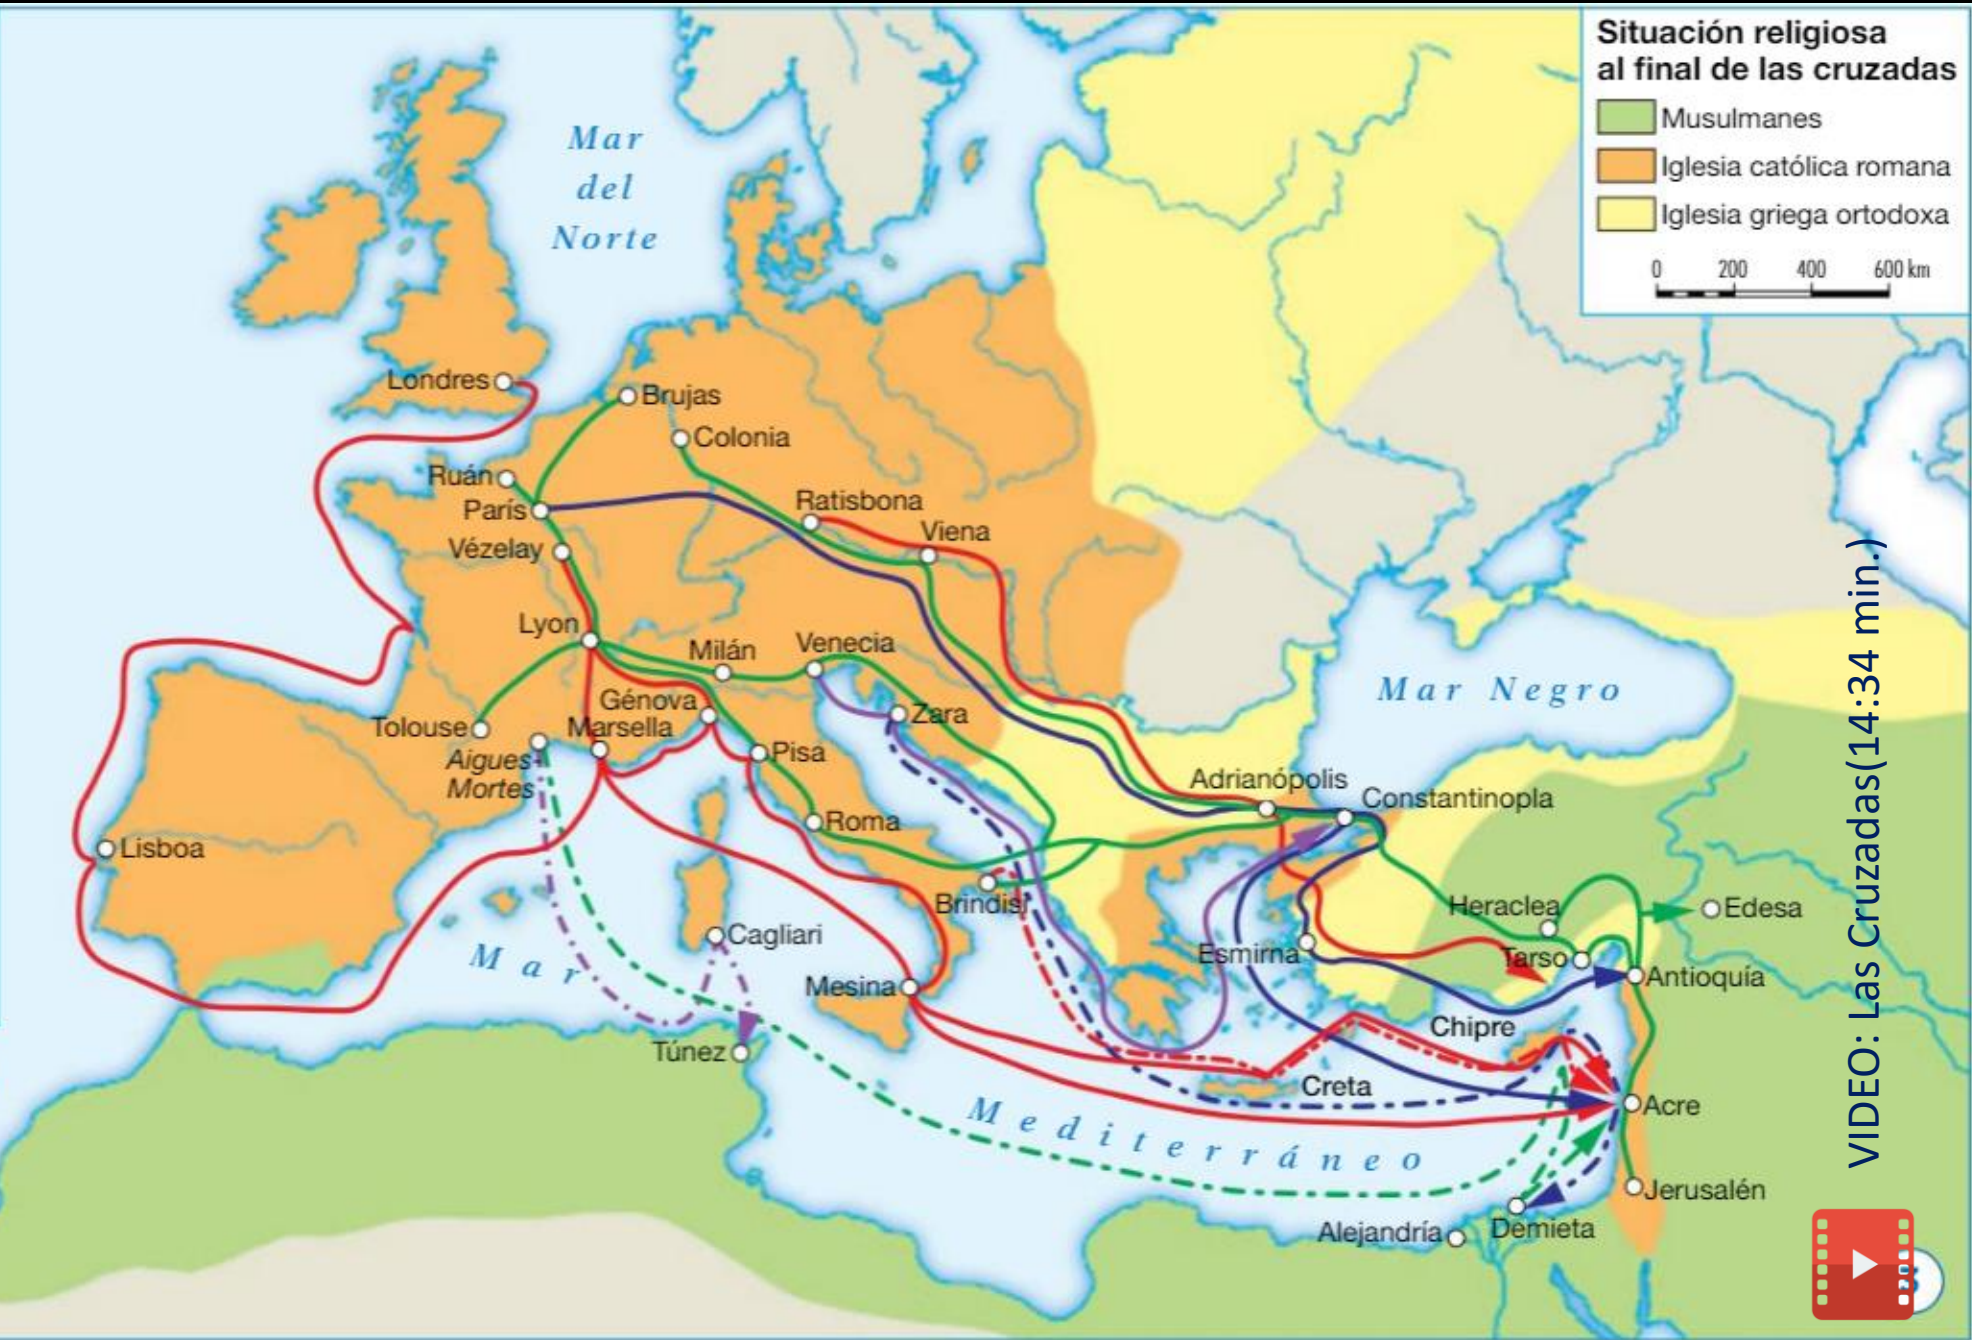 Situación religiosa
al final de las cruzadas
Musulmanes
Iglesia católica romana
Iglesia griega ortodoxa
0 200 400 600 km
Mar
del
Norte
Londres
Brujas
Colonia
Ruán
París
Ratisbona
Viena
Vézelay
Lyon
Milán
Venecia
Génova
Marsella
Zara
Tolouse
Aigues-
Mortes
Pisa
Mar Negro
Adrianópolis
Constantinopla
Roma
Lisboa
Brindisi
Heraclea
Edesa
Cagliari
Esmirna
Tarso
Antioquía
Mar
Mesina
Chipre
Túnez
Creta
Acre
Mediterráneo
Jerusalén
Alejandría
Demieta
VIDEO: Las Cruzadas(14:34 min.)